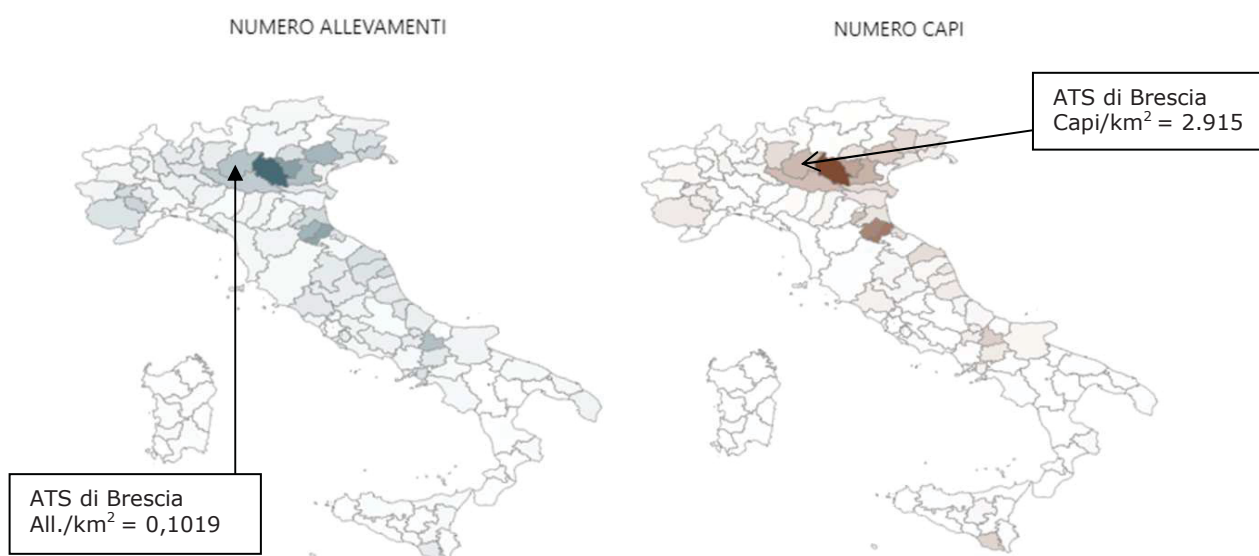 NUMERO ALLEVAMENTI
NUMERO CAPI
ATS di Brescia
Capi/km² = 2.915
ATS di Brescia
All./km² = 0,1019